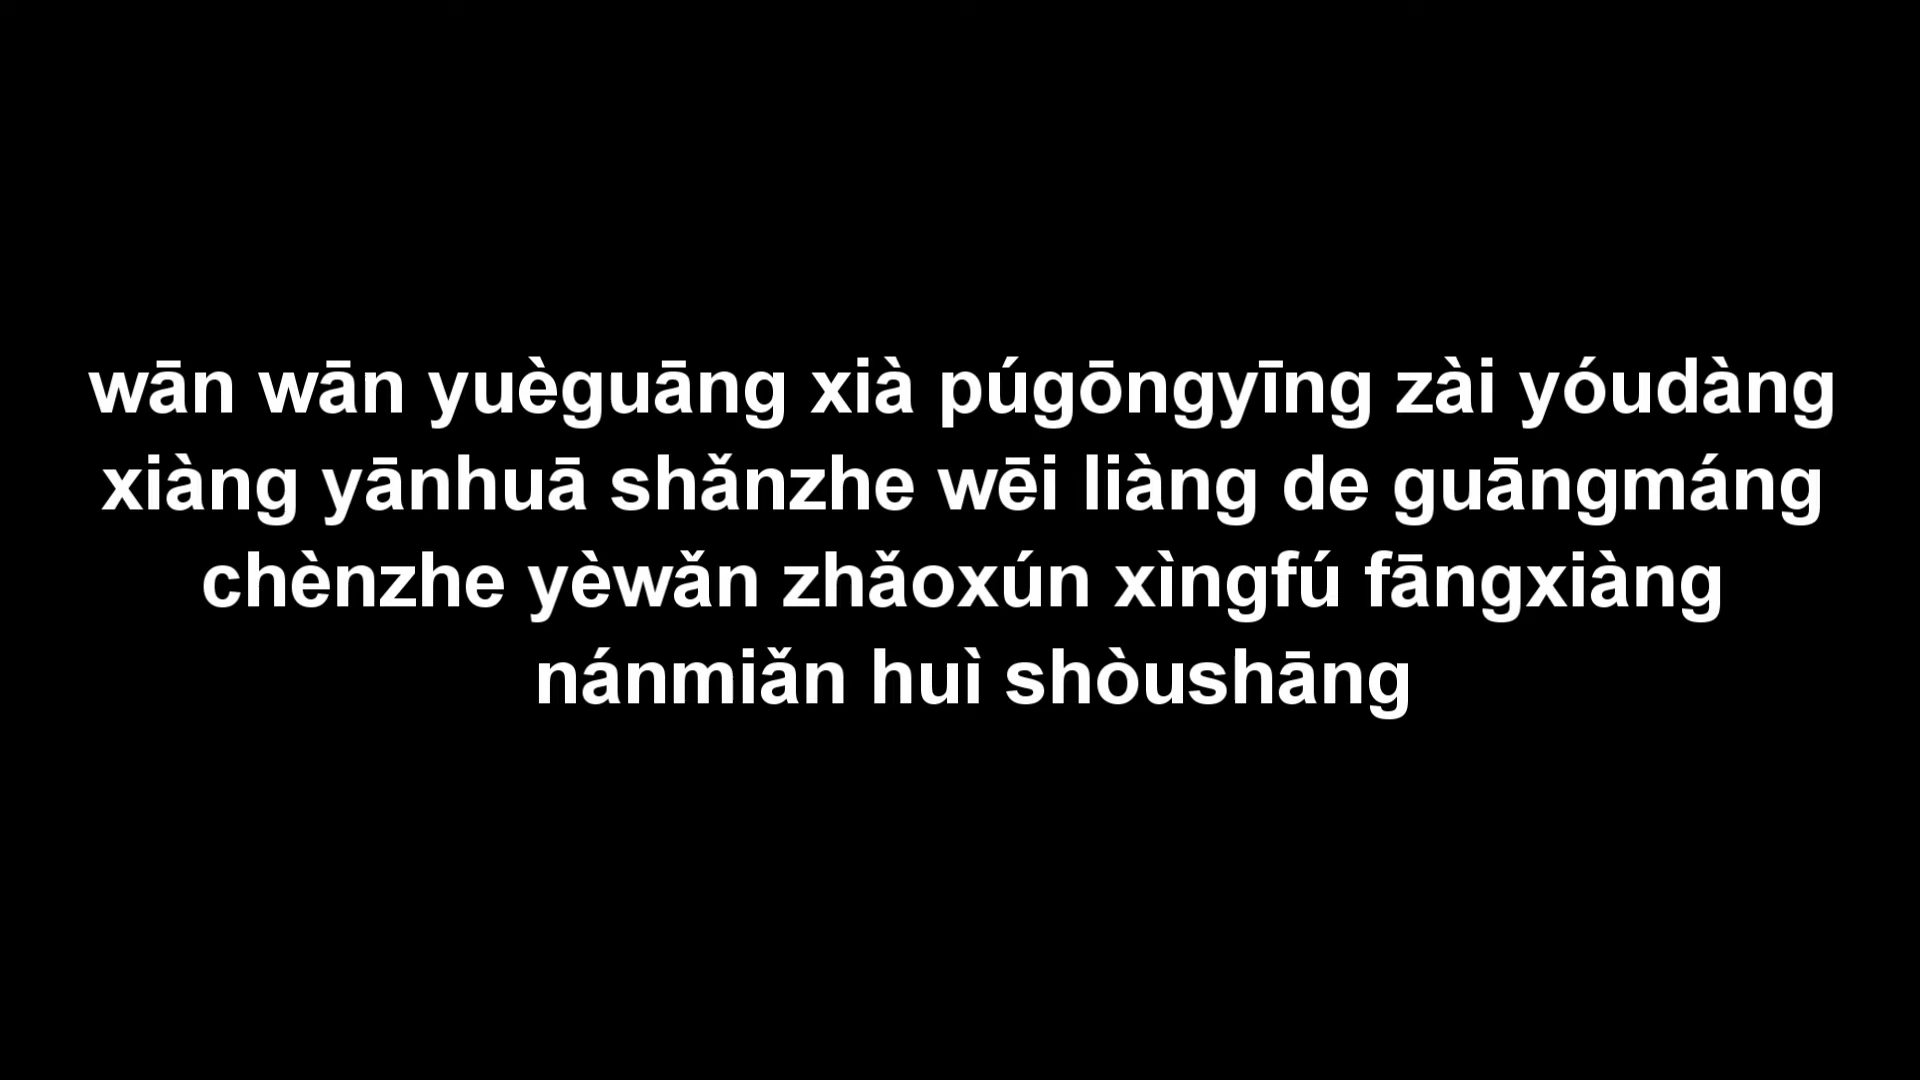 wān wān yuèguāng xià púgōngyīng zài yóudàng
xiàng yānhuā shǎnzhe wēi liàng de guāngmáng
chènzhe yèwǎn zhǎoxún xìngfú fāngxiàng
nánmiǎn huì shòushāng